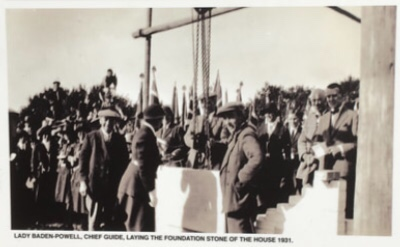 LADY BADEN-POWELL, CHIEF GUIDE, LAYING THE FOUNDATION STONE OF THE HOUSE 1931.